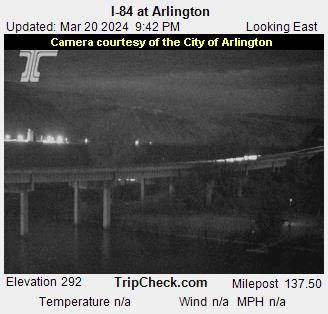 I-84 at Arlington
Updated: Mar 20 2024 9:42 PM Looking East
Camera courtesy of the City of Arlington
Elevation 292 TripCheck.com Milepost 137.50
Temperature n/a Wind n/a MPH n/a